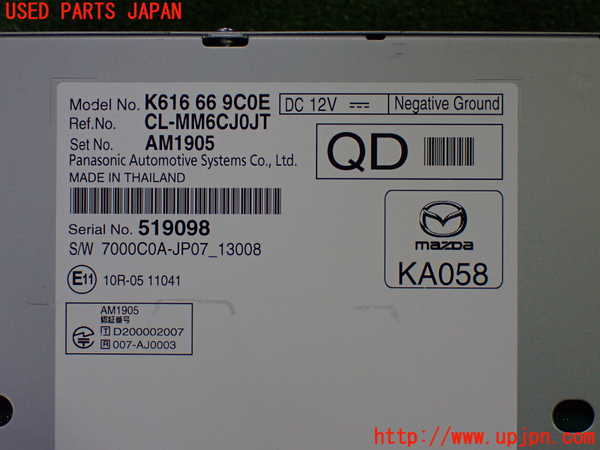 USED PARTS JAPAN
Model No. K616 66 9C0E
DC 12V
Negative Ground
Ref.No. CL-MM6CJ0JT
Set No. AM1905
Panasonic Automotive Systems Co., Ltd.
MADE IN THAILAND
QD
Serial No. 519098
S/W 7000C0A-JP07_13008
mazda
KA058
E11 10R-05 11041
AM1905
認証番号
T D200002007
R 007-AJ0003
http://www.upjpn.com/